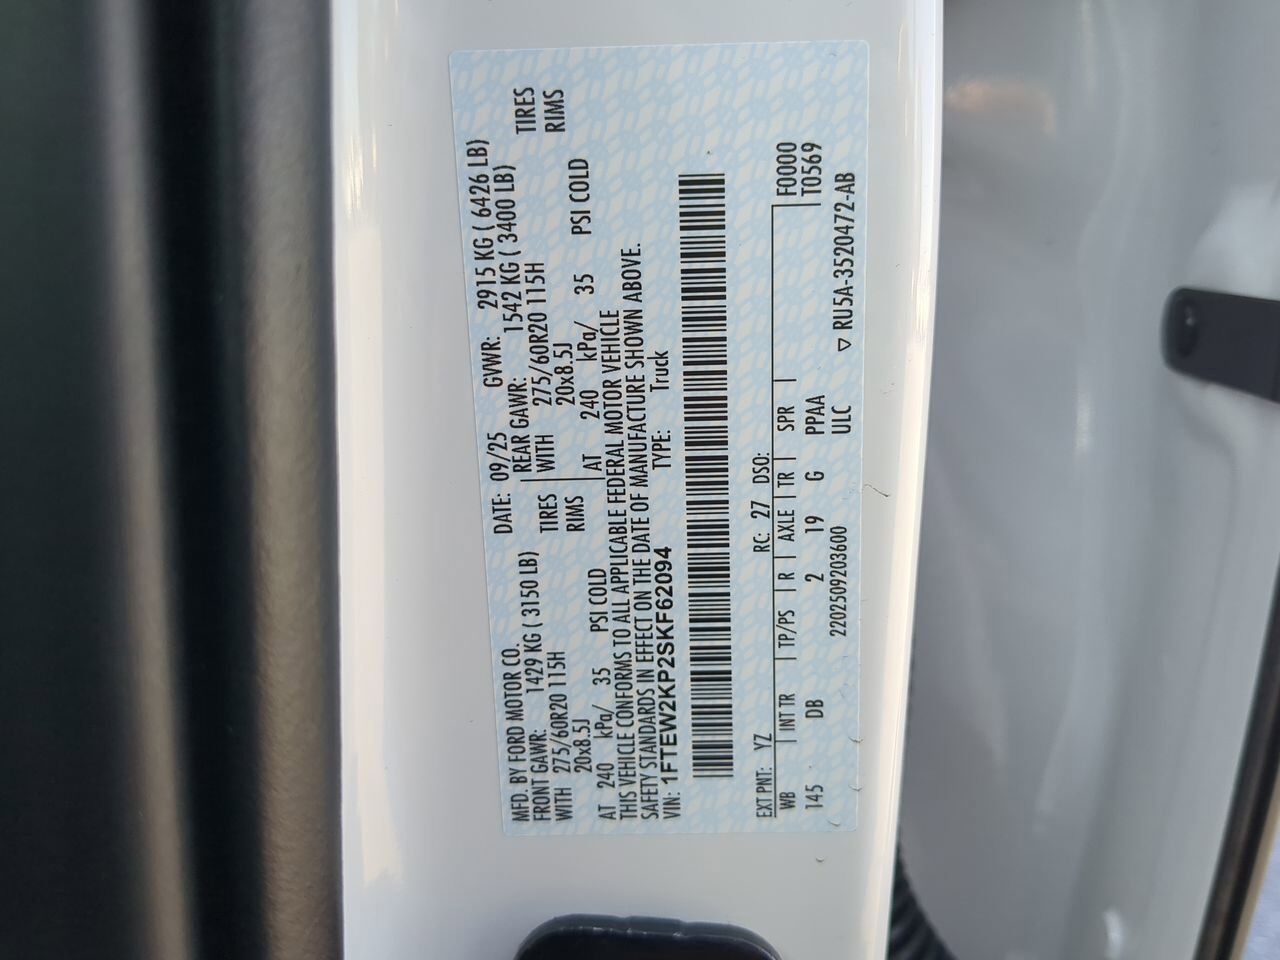 MFD. BY FORD MOTOR CO. DATE: 09/25 GVWR: 2915 KG ( 6426 LB)
FRONT GAWR: 1429 KG ( 3150 LB) REAR GAWR: 1542 KG ( 3400 LB)
WITH 275/60R20 115H TIRES WITH 275/60R20 115H TIRES
20x8.5J RIMS 20x8.5J RIMS
AT 240 kPa/ 35 PSI COLD AT 240 kPa/ 35 PSI COLD
THIS VEHICLE CONFORMS TO ALL APPLICABLE FEDERAL MOTOR VEHICLE
SAFETY STANDARDS IN EFFECT ON THE DATE OF MANUFACTURE SHOWN ABOVE.
VIN: 1FTEW2KP2SKF62094 TYPE: Truck
EXT PNT: YZ RC: 27 DSO: F0000
WB INT TR TP/PS R AXLE TR SPR T0569
145 DB 2 19 G PPAA
2202509203600 ULC ▽ RU5A-3520472-AB